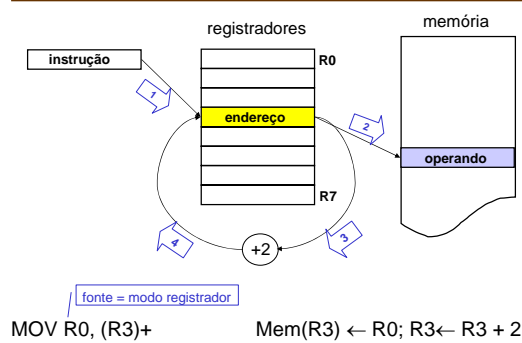 registradores
memória
instrução
R0
1
endereço
2
operando
R7
4
+2
3
fonte = modo registrador
MOV R0, (R3)+
Mem(R3) ← R0; R3← R3 + 2